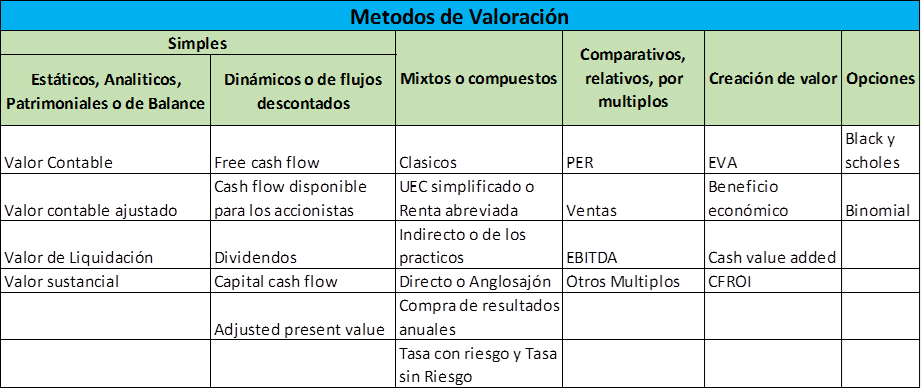 Metodos de Valoración
Simples
Estáticos, Analiticos,
Patrimoniales o de Balance
Dinámicos o de flujos
descontados
Mixtos o compuestos
Comparativos,
relativos, por
multiplos
Creación de valor
Opciones
Valor Contable
Free cash flow
Clasicos
PER
EVA
Black y
scholes
Valor contable ajustado
Cash flow disponible
para los accionistas
UEC simplificado o
Renta abreviada
Ventas
Beneficio
económico
Binomial
Valor de Liquidación
Dividendos
Indirecto o de los
practicos
EBITDA
Cash value added
Valor sustancial
Capital cash flow
Directo o Anglosajón
Otros Multiplos
CFROI
Adjusted present value
Compra de resultados
anuales
Tasa con riesgo y Tasa
sin Riesgo